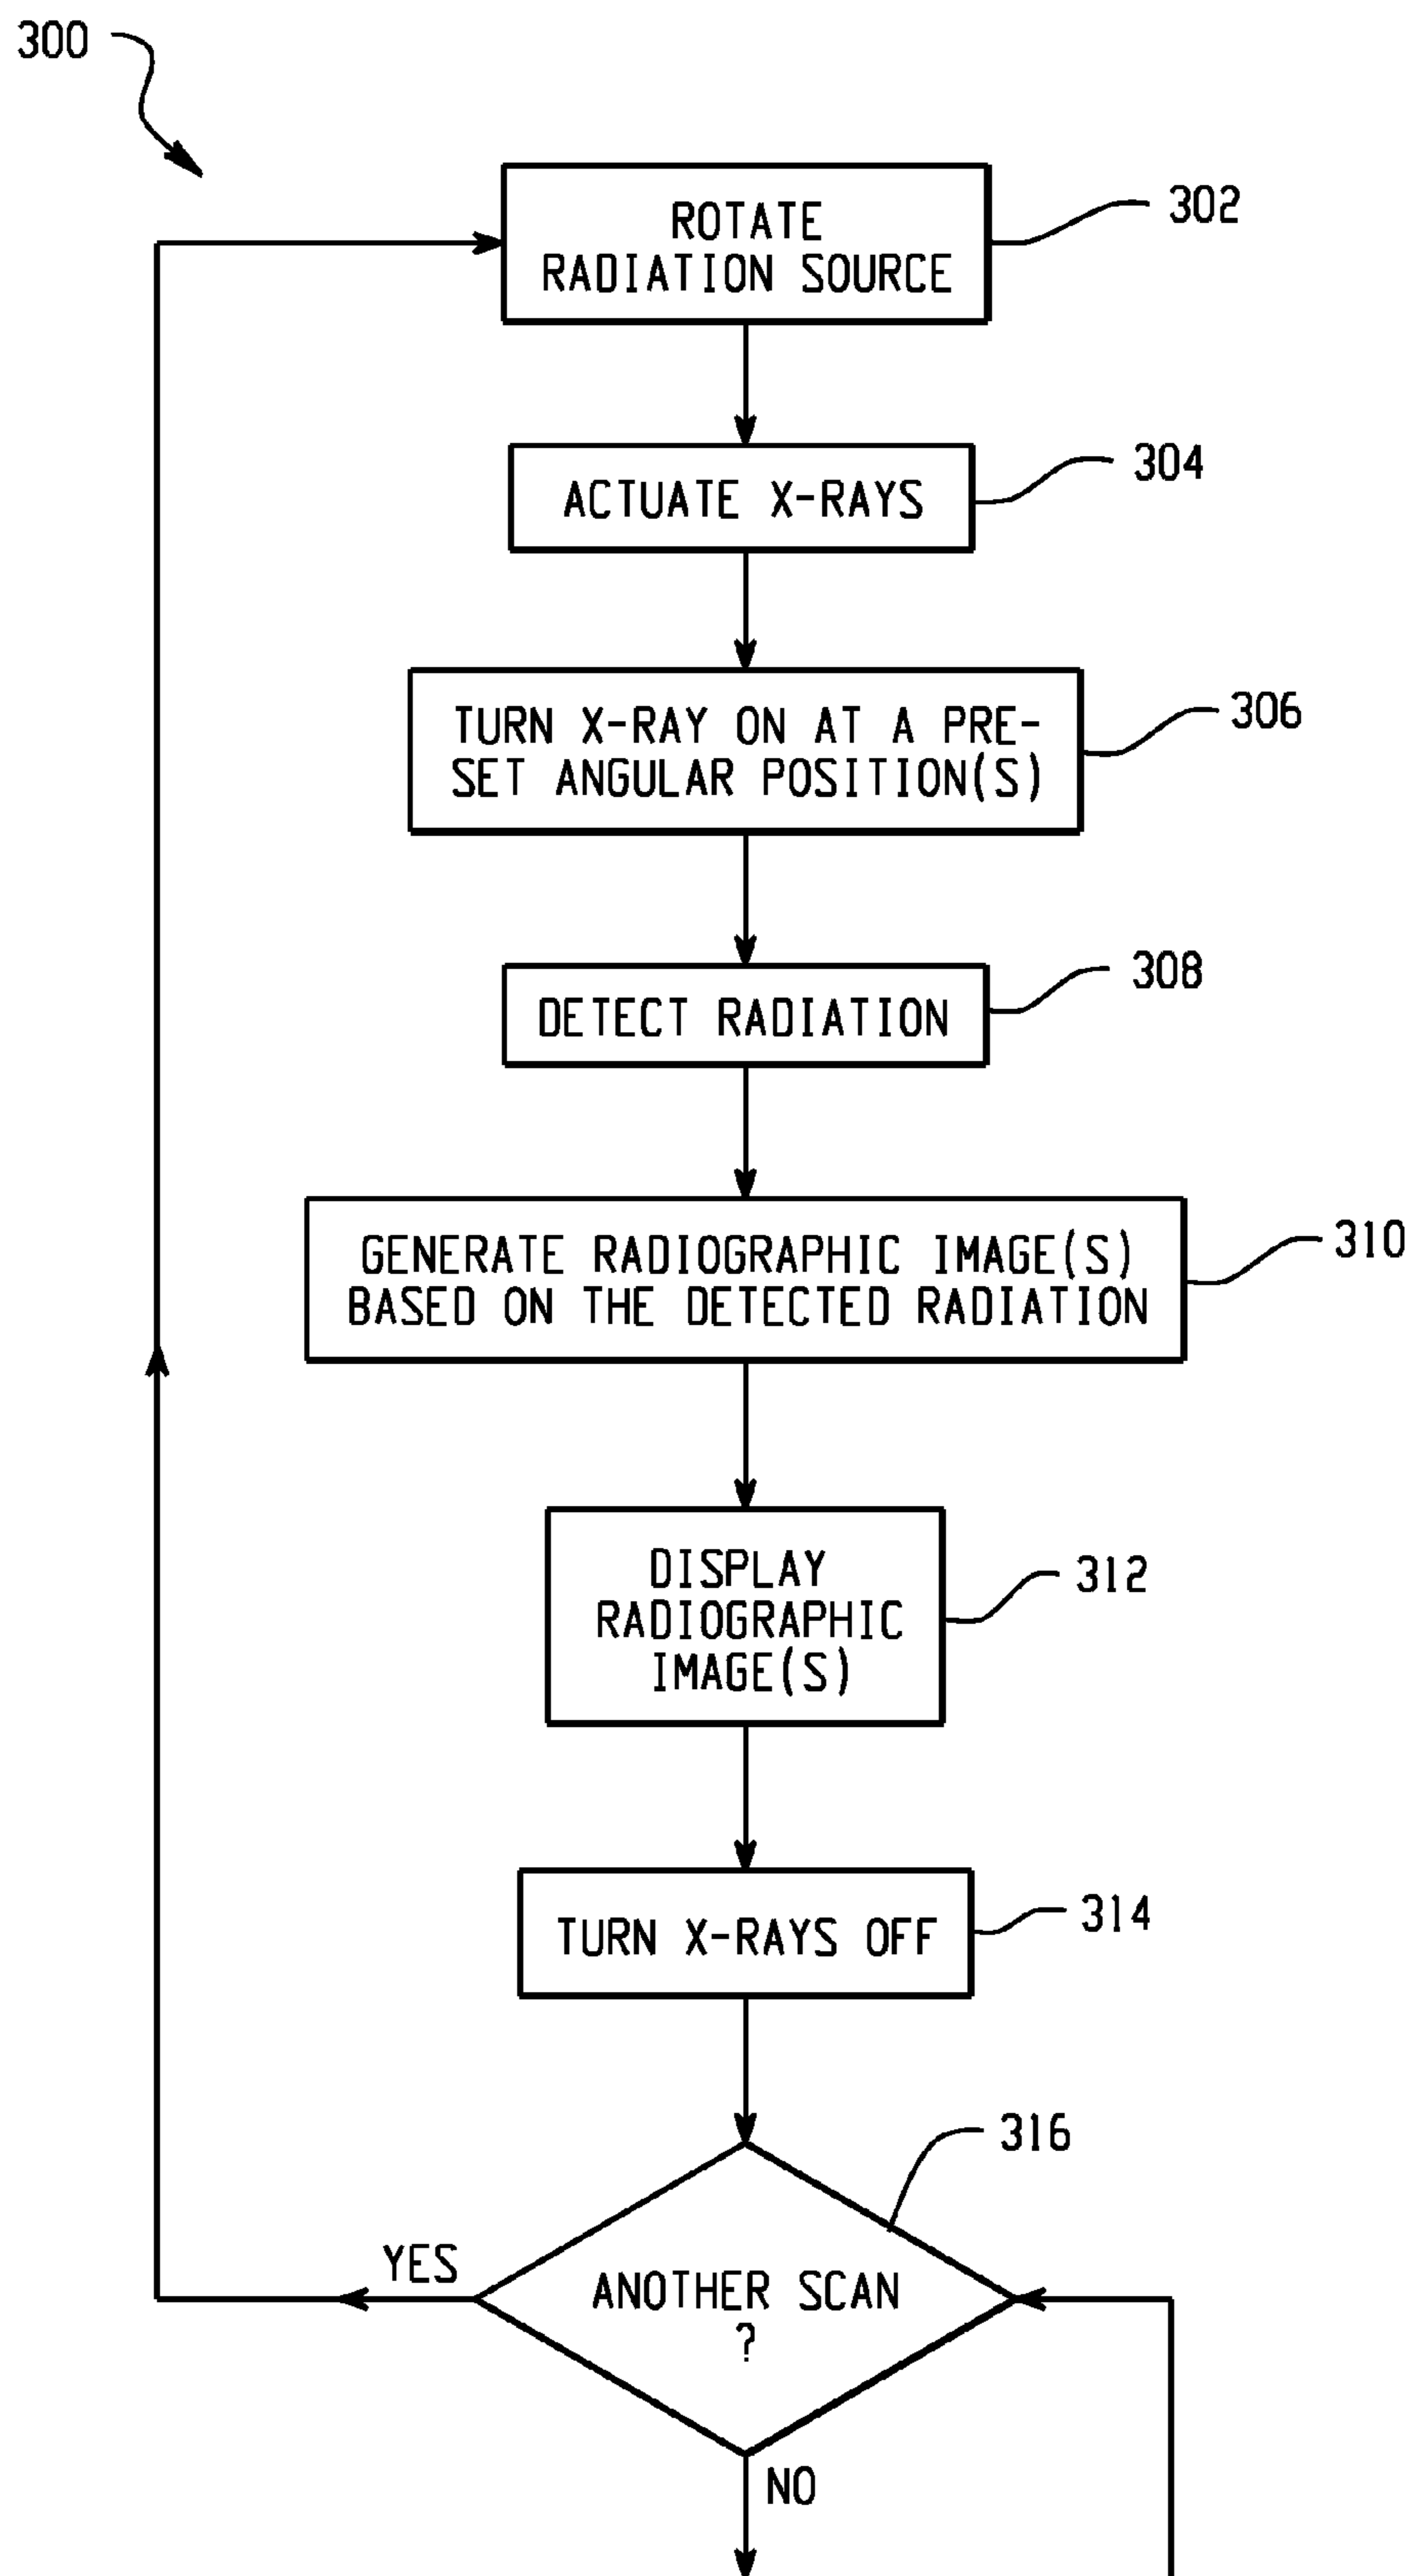 300
ROTATE
RADIATION SOURCE
302
ACTUATE X-RAYS
304
TURN X-RAY ON AT A PRE-
SET ANGULAR POSITION(S)
306
DETECT RADIATION
308
GENERATE RADIOGRAPHIC IMAGE(S)
BASED ON THE DETECTED RADIATION
310
DISPLAY
RADIOGRAPHIC
IMAGE(S)
312
TURN X-RAYS OFF
314
316
YES
ANOTHER SCAN
?
NO